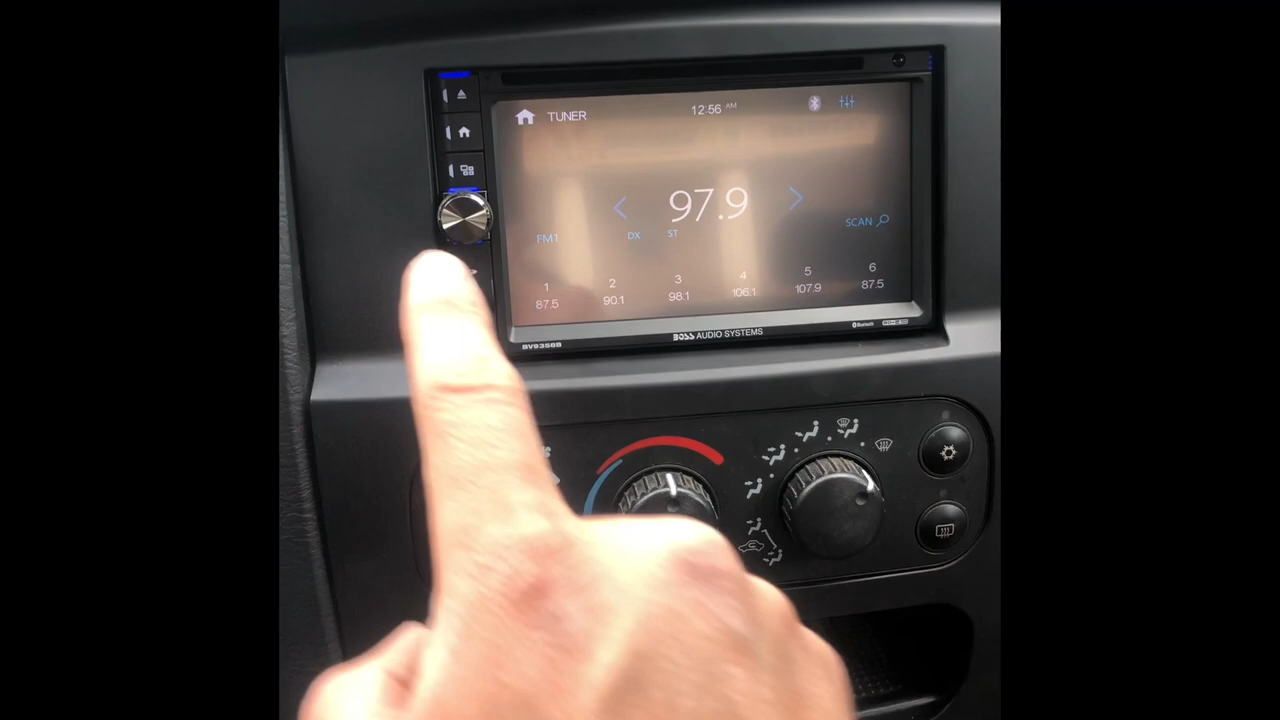 TUNER
12:56 AM
97.9
SCAN
FM1
DX
ST
1
2
3
4
5
6
87.5
90.1
98.1
106.1
107.9
87.5
BOSS AUDIO SYSTEMS
Bluetooth
BV9358B